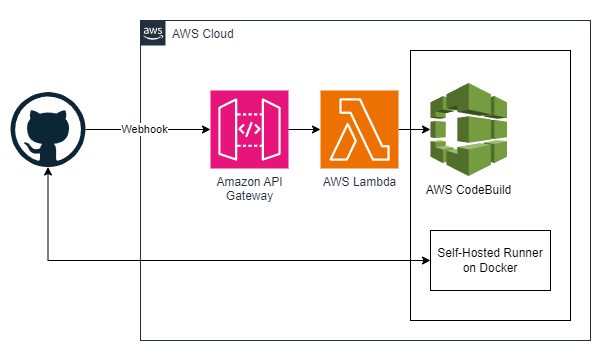 aws
AWS Cloud
Webhook
</>
Amazon API
Gateway
AWS Lambda
AWS CodeBuild
Self-Hosted Runner
on Docker